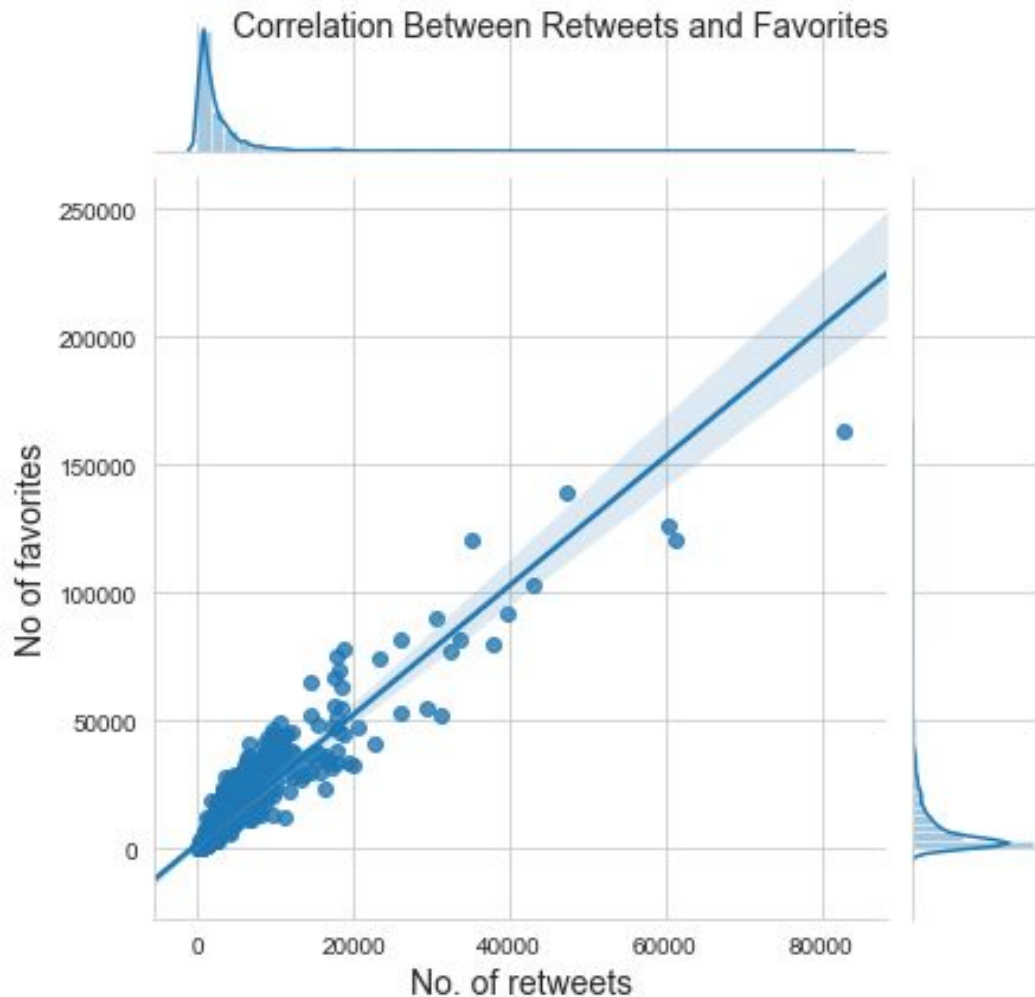 Correlation Between Retweets and Favorites
250000
200000
150000
100000
50000
0
No of favorites
0 20000 40000 60000 80000
No. of retweets